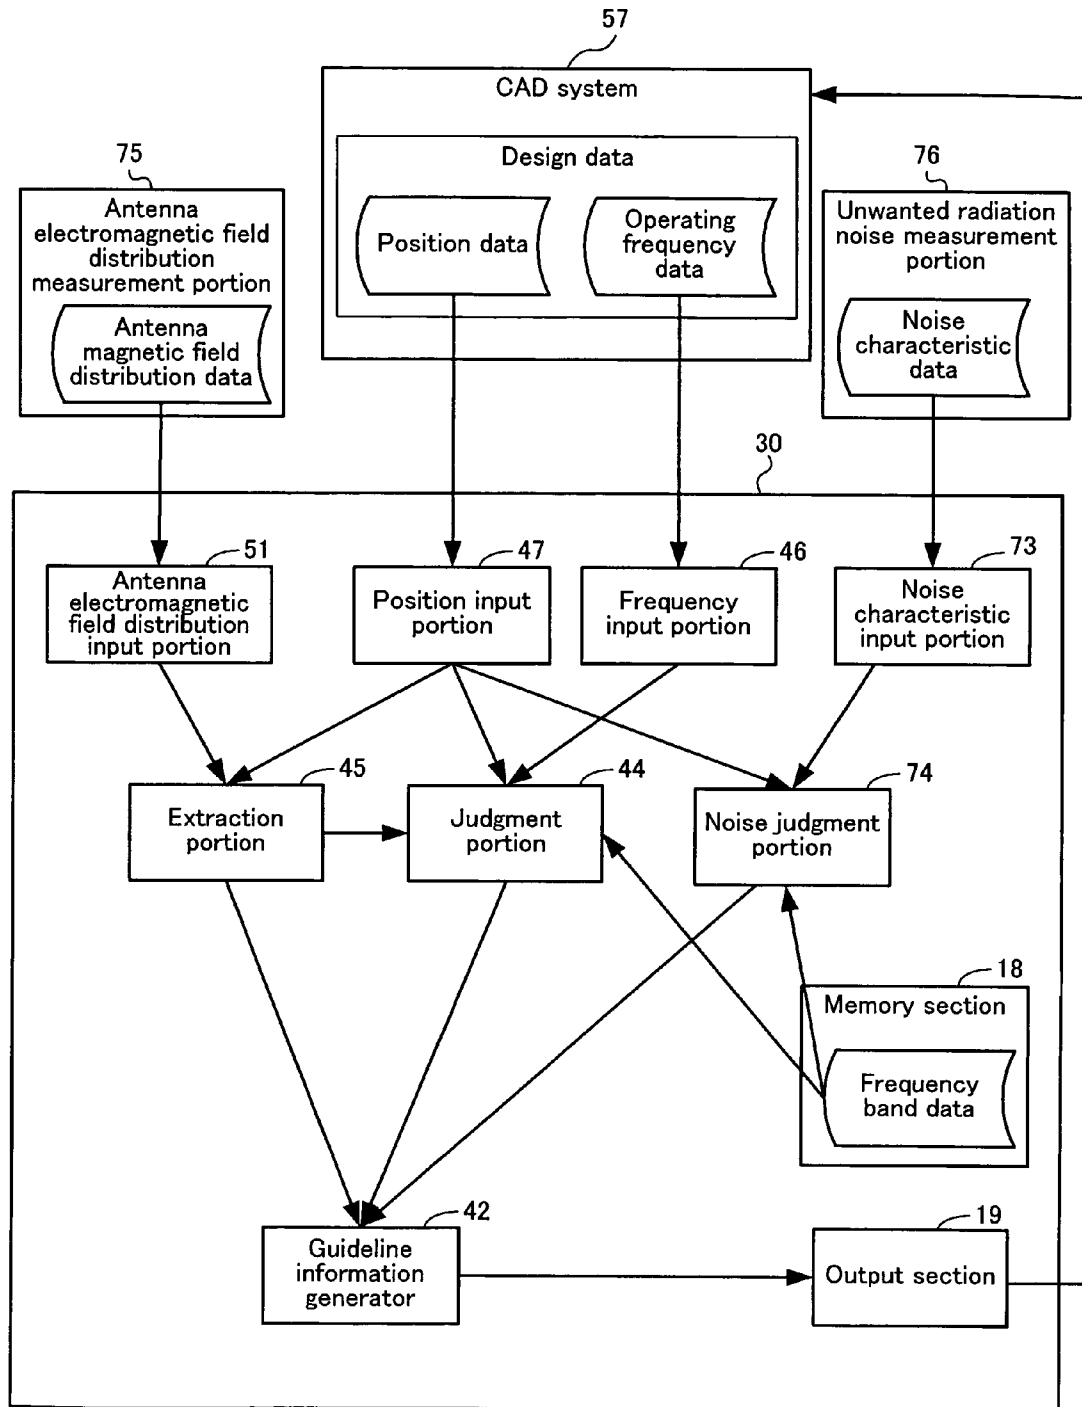 57
CAD system
Design data
Position data
Operating
frequency
data
75
Antenna
electromagnetic field
distribution
measurement portion
Antenna
magnetic field
distribution data
76
Unwanted radiation
noise measurement
portion
Noise
characteristic
data
30
51
Antenna
electromagnetic
field distribution
input portion
47
Position input
portion
46
Frequency
input portion
73
Noise
characteristic
input portion
45
Extraction
portion
44
Judgment
portion
74
Noise judgment
portion
18
Memory section
Frequency
band data
42
Guideline
information
generator
19
Output section